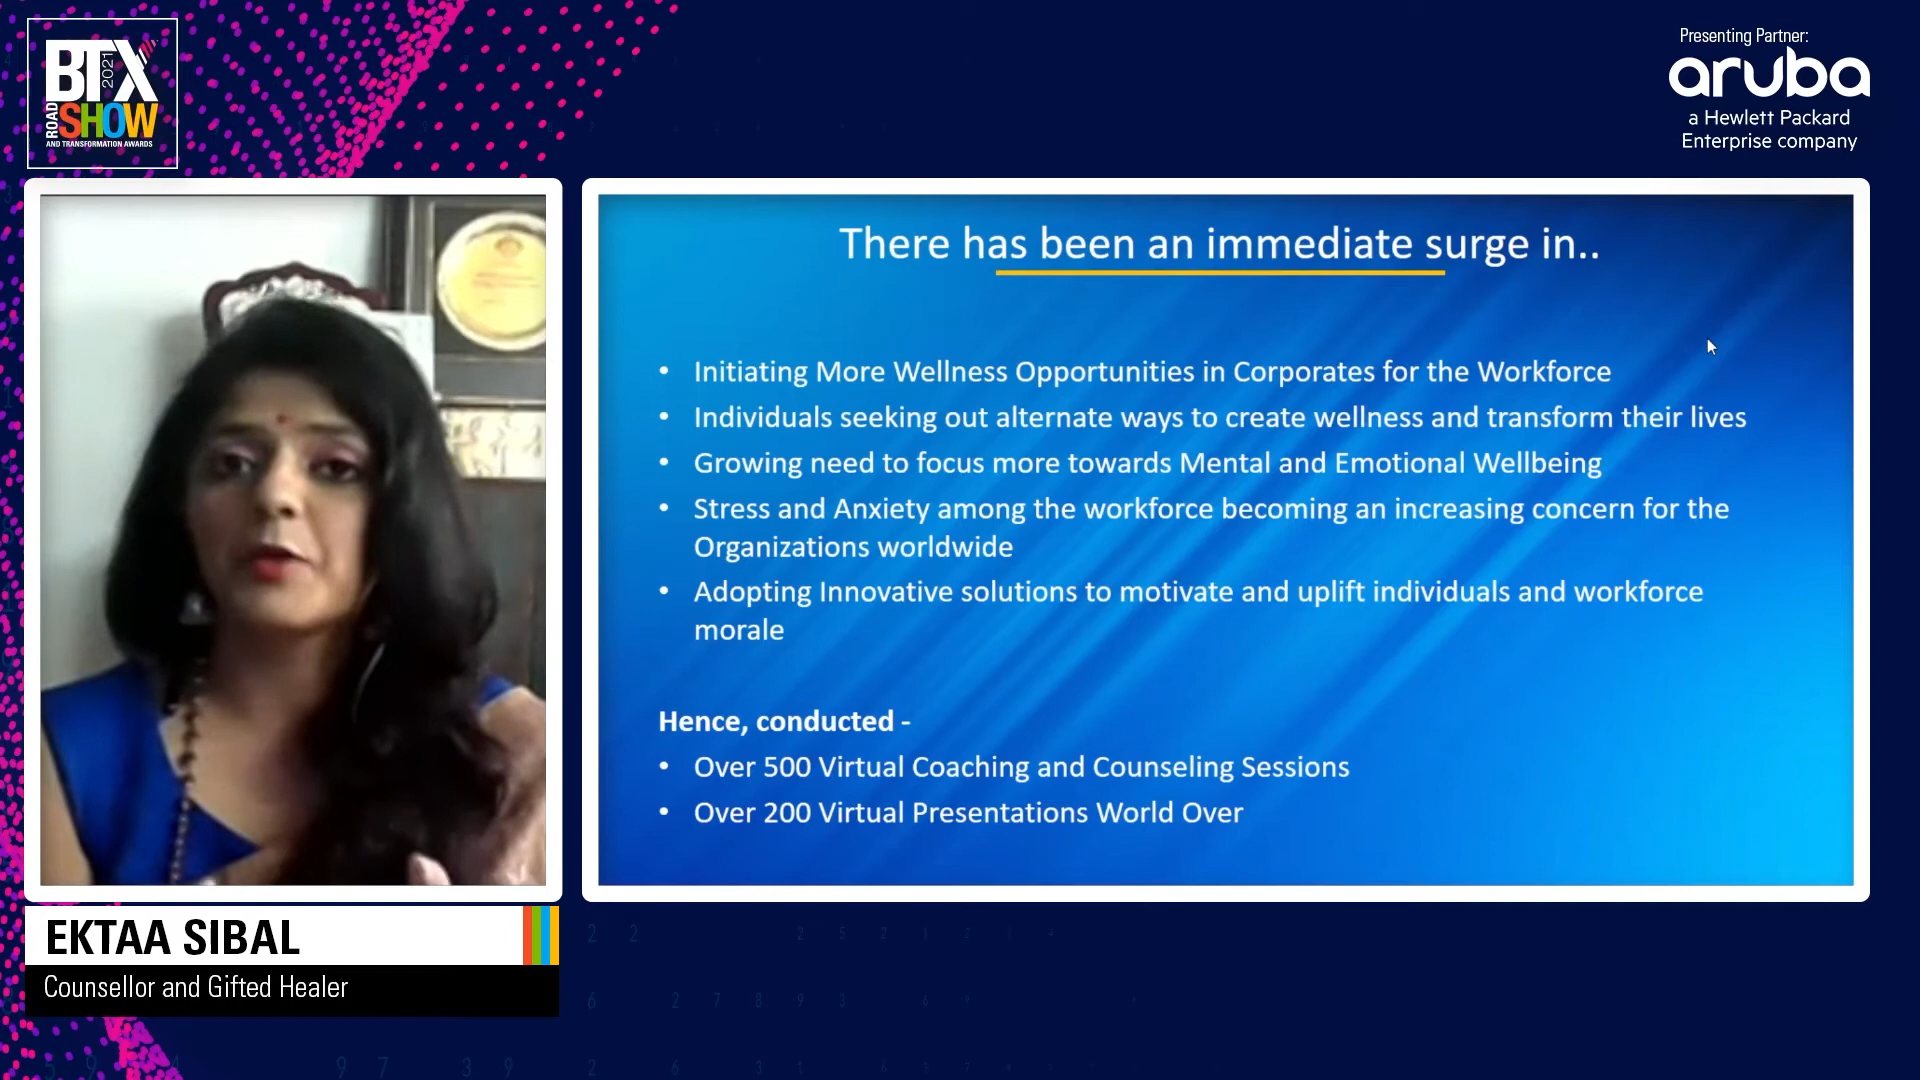 BTX 2021
ROAD SHOW
AND TRANSFORMATION AWARDS
Presenting Partner:
aruba
a Hewlett Packard
Enterprise company
There has been an immediate surge in..
• Initiating More Wellness Opportunities in Corporates for the Workforce
• Individuals seeking out alternate ways to create wellness and transform their lives
• Growing need to focus more towards Mental and Emotional Wellbeing
• Stress and Anxiety among the workforce becoming an increasing concern for the
Organizations worldwide
• Adopting Innovative solutions to motivate and uplift individuals and workforce
morale
Hence, conducted -
• Over 500 Virtual Coaching and Counseling Sessions
• Over 200 Virtual Presentations World Over
EKTAA SIBAL
Counsellor and Gifted Healer